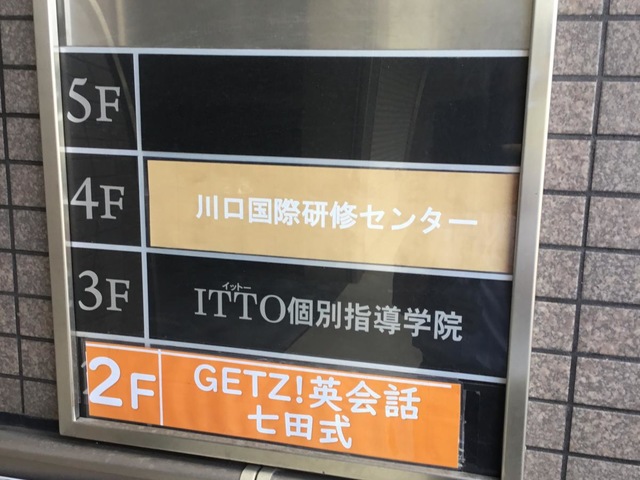 5F
4F 川口国際研修センター
イットー
3F ITTO個別指導学院
2F GETZ!英会話
七田式